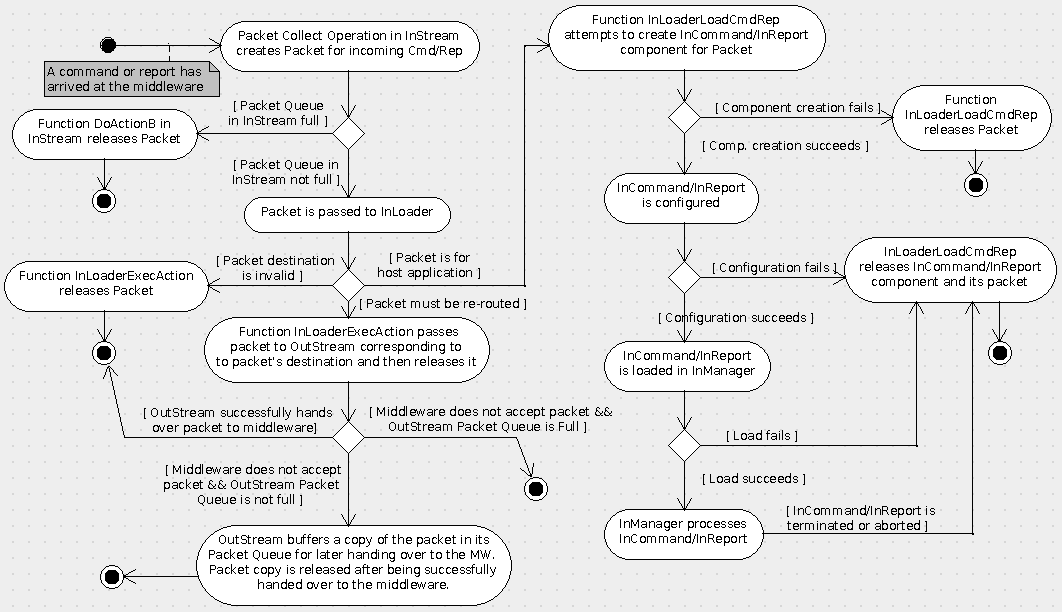 Packet Collect Operation in InStream
creates Packet for incoming Cmd/Rep
A command or report has
arrived at the middleware
[ Packet Queue
in InStream full ]
Function DoActionB in
InStream releases Packet
[ Packet Queue in
InStream not full ]
Packet is passed to InLoader
[ Packet destination
is invalid ]
[ Packet is for
host application ]
Function InLoaderExecAction
releases Packet
[ Packet must be re-routed ]
Function InLoaderExecAction passes
packet to OutStream corresponding to
to packet's destination and then releases it
[ OutStream successfully hands
over packet to middleware]
[ Middleware does not accept packet &&
OutStream Packet Queue is Full ]
[ Middleware does not accept
packet && OutStream Packet
Queue is not full ]
OutStream buffers a copy of the packet in its
Packet Queue for later handing over to the MW.
Packet copy is released after being successfully
handed over to the middleware.
Function InLoaderLoadCmdRep
attempts to create InCommand/InReport
component for Packet
[ Component creation fails ]
Function
InLoaderLoadCmdRep
releases Packet
[ Comp. creation succeeds ]
InCommand/InReport
is configured
[ Configuration fails ]
InLoaderLoadCmdRep
releases InCommand/InReport
component and its packet
[ Configuration succeeds ]
InCommand/InReport
is loaded in InManager
[ Load fails ]
[ Load succeeds ]
InManager processes
InCommand/InReport
[ InCommand/InReport is
terminated or aborted ]